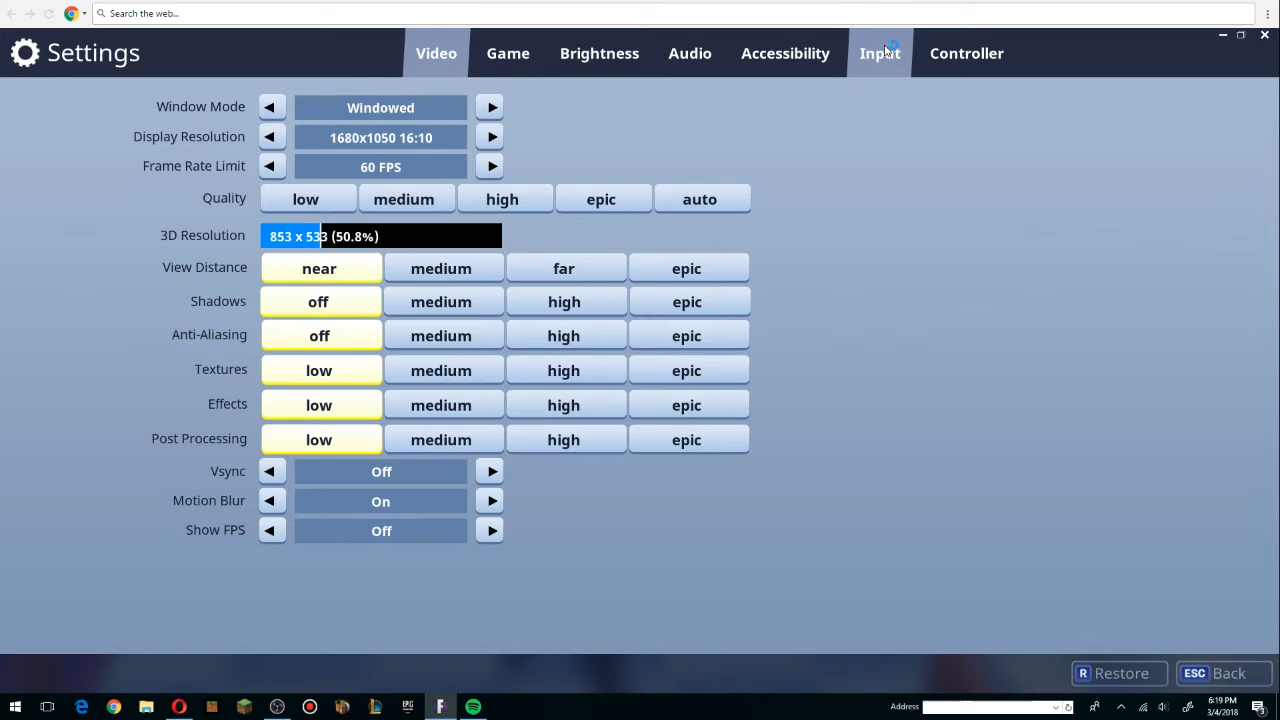 Search the web...
Settings
Video Game Brightness Audio Accessibility Input Controller
Window Mode Windowed
Display Resolution 1680x1050 16:10
Frame Rate Limit 60 FPS
Quality low medium high epic auto
3D Resolution 853 x 533 (50.8%)
View Distance near medium far epic
Shadows off medium high epic
Anti-Aliasing off medium high epic
Textures low medium high epic
Effects low medium high epic
Post Processing low medium high epic
Vsync Off
Motion Blur On
Show FPS Off
R Restore ESC Back
EPIC F Address 6:19 PM
3/4/2018 3